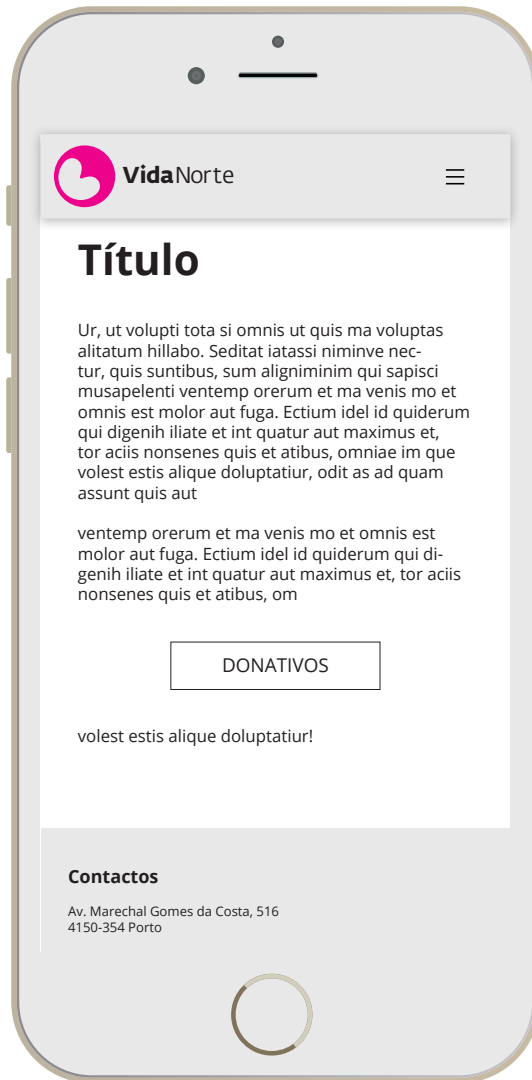 VidaNorte
Título
Ur, ut volupti tota si omnis ut quis ma voluptas
alitatum hillabo. Seditat iatassi niminve nec-
tur, quis suntibus, sum aligniminim qui sapisci
musapelenti ventemp orerum et ma venis mo et
omnis est molor aut fuga. Ectium idel id quiderum
qui digenih iliate et int quatur aut maximus et,
tor aciis nonsenes quis et atibus, omniae im que
volest estis alique doluptatiur, odit as ad quam
assunt quis aut
ventemp orerum et ma venis mo et omnis est
molor aut fuga. Ectium idel id quiderum qui di-
genih iliate et int quatur aut maximus et, tor aciis
nonsenes quis et atibus, om
DONATIVOS
volest estis alique doluptatiur!
Contactos
Av. Marechal Gomes da Costa, 516
4150-354 Porto